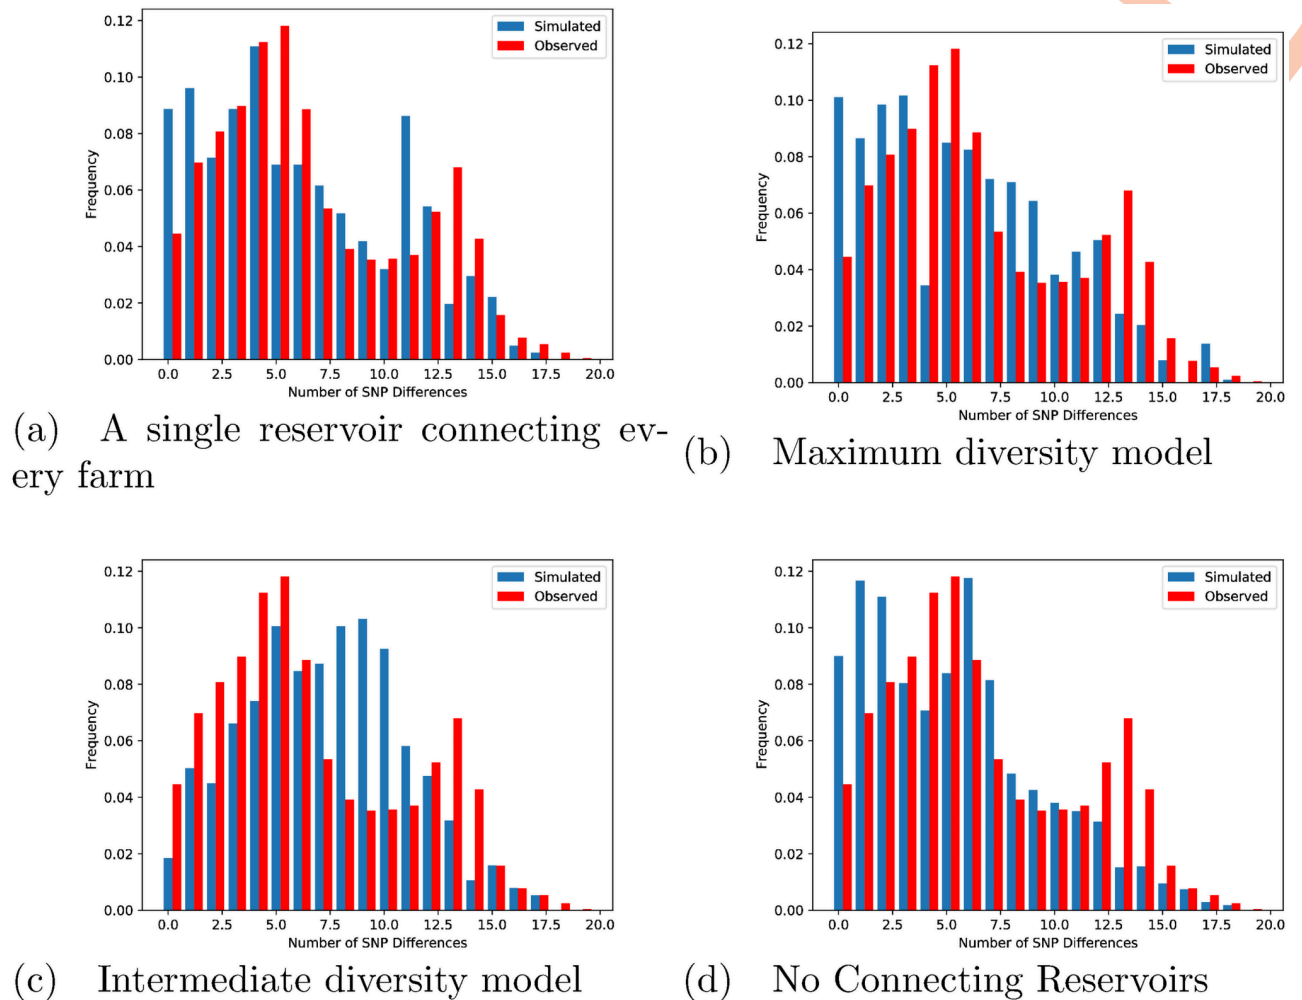 0.12
0.10
0.08
0.06
0.04
0.02
0.00
Frequency
Simulated
Observed
0.0 2.5 5.0 7.5 10.0 12.5 15.0 17.5 20.0
Number of SNP Differences
(a) A single reservoir connecting ev-
ery farm
0.12
0.10
0.08
0.06
0.04
0.02
0.00
Frequency
Simulated
Observed
0.0 2.5 5.0 7.5 10.0 12.5 15.0 17.5 20.0
Number of SNP Differences
(b) Maximum diversity model
0.12
0.10
0.08
0.06
0.04
0.02
0.00
Frequency
Simulated
Observed
0.0 2.5 5.0 7.5 10.0 12.5 15.0 17.5 20.0
Number of SNP Differences
(c) Intermediate diversity model
0.12
0.10
0.08
0.06
0.04
0.02
0.00
Frequency
Simulated
Observed
0.0 2.5 5.0 7.5 10.0 12.5 15.0 17.5 20.0
Number of SNP Differences
(d) No Connecting Reservoirs